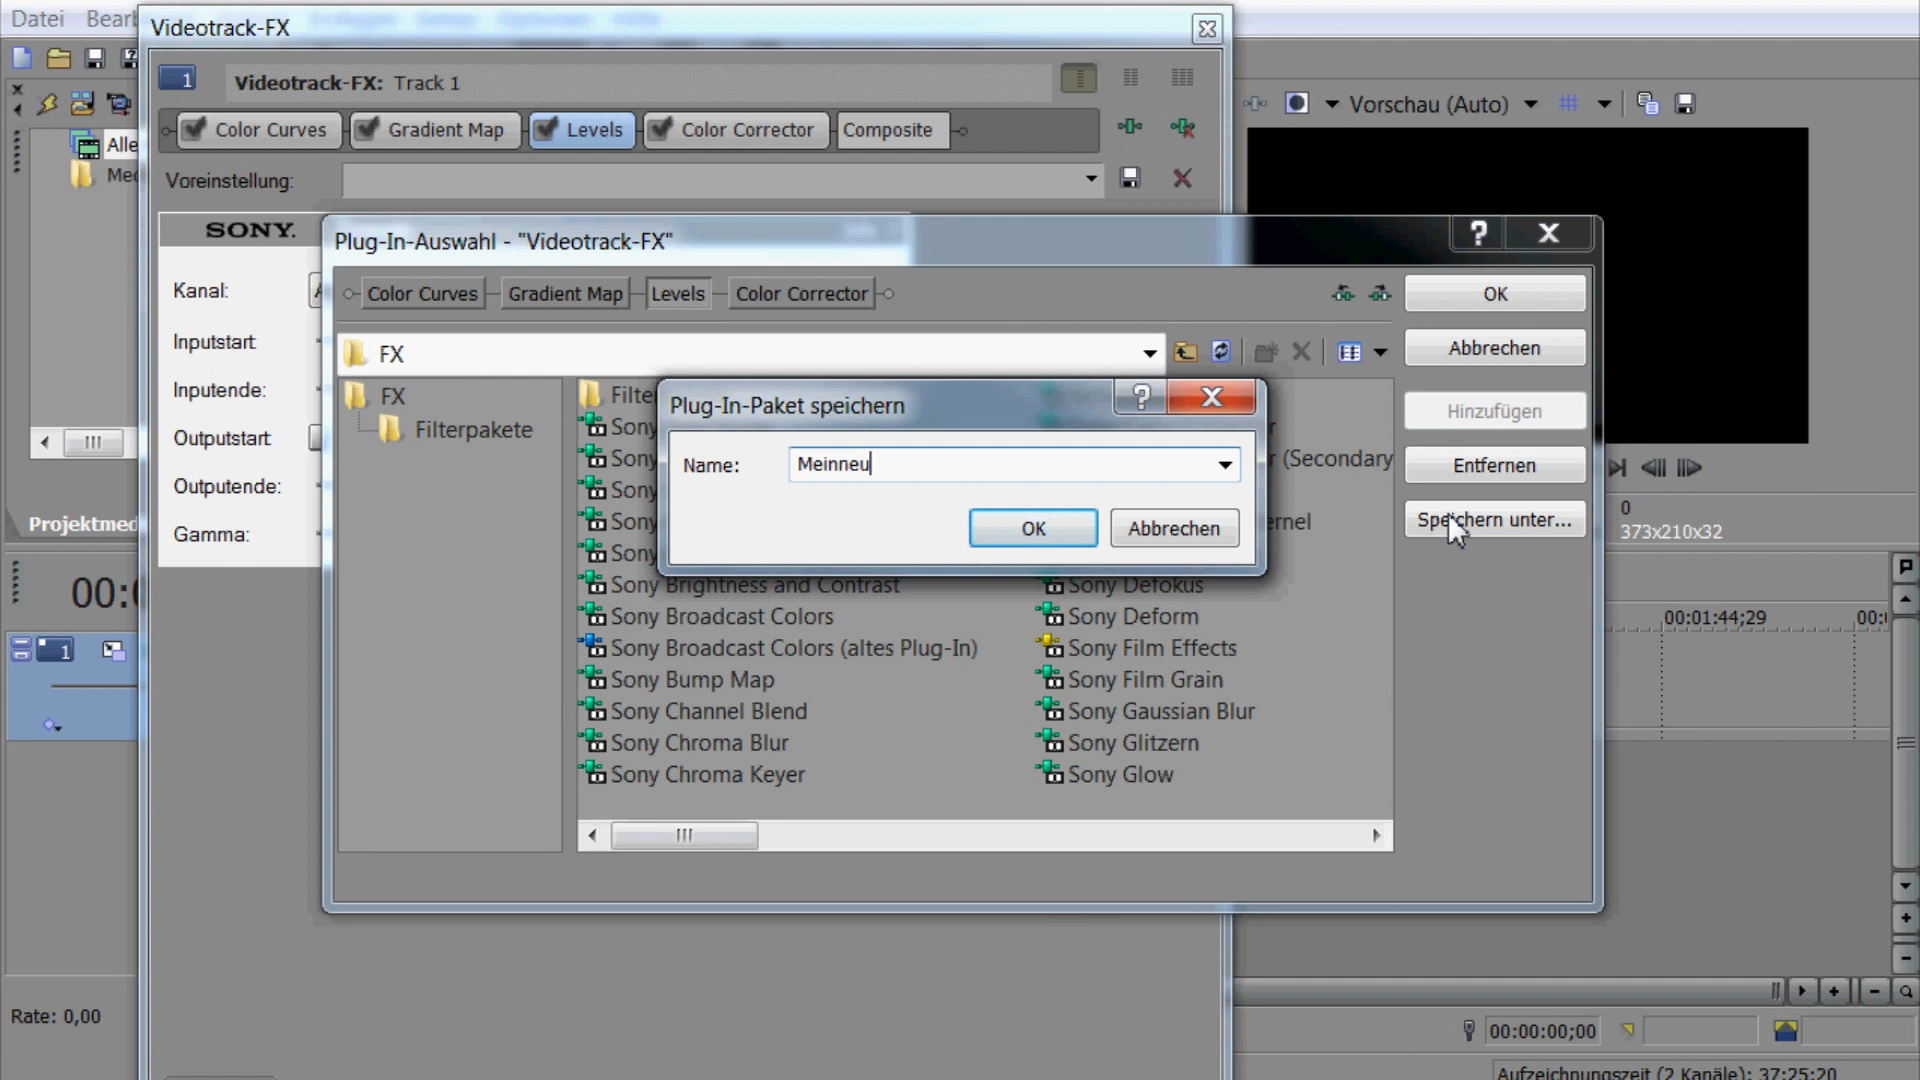 Datei
Videotrack-FX
1
Videotrack-FX: Track 1
Color Curves
Gradient Map
Levels
Color Corrector
Composite
Vorschau (Auto)
Voreinstellung:
SONY.
Kanal:
Inputstart:
Inputende:
Outputstart:
Outputende:
Gamma:
Plug-In-Auswahl - "Videotrack-FX"
Color Curves
Gradient Map
Levels
Color Corrector
OK
Abbrechen
Hinzufügen
Entfernen
Speichern unter...
FX
FX
Filterpakete
Plug-In-Paket speichern
Name:
Meinneu
OK
Abbrechen
(Secondary
Sony
Sony
Sony
Sony
Sony
Sony Brightness and Contrast
Sony Broadcast Colors
Sony Broadcast Colors (altes Plug-In)
Sony Bump Map
Sony Channel Blend
Sony Chroma Blur
Sony Chroma Keyer
Sony Defokus
Sony Deform
Sony Film Effects
Sony Film Grain
Sony Gaussian Blur
Sony Glitzern
Sony Glow
0
373x210x32
00:01:44;29
1
Rate: 0,00
00:00:00;00
Aufzeichnungszeit (2 Kanäle): 37:25:20